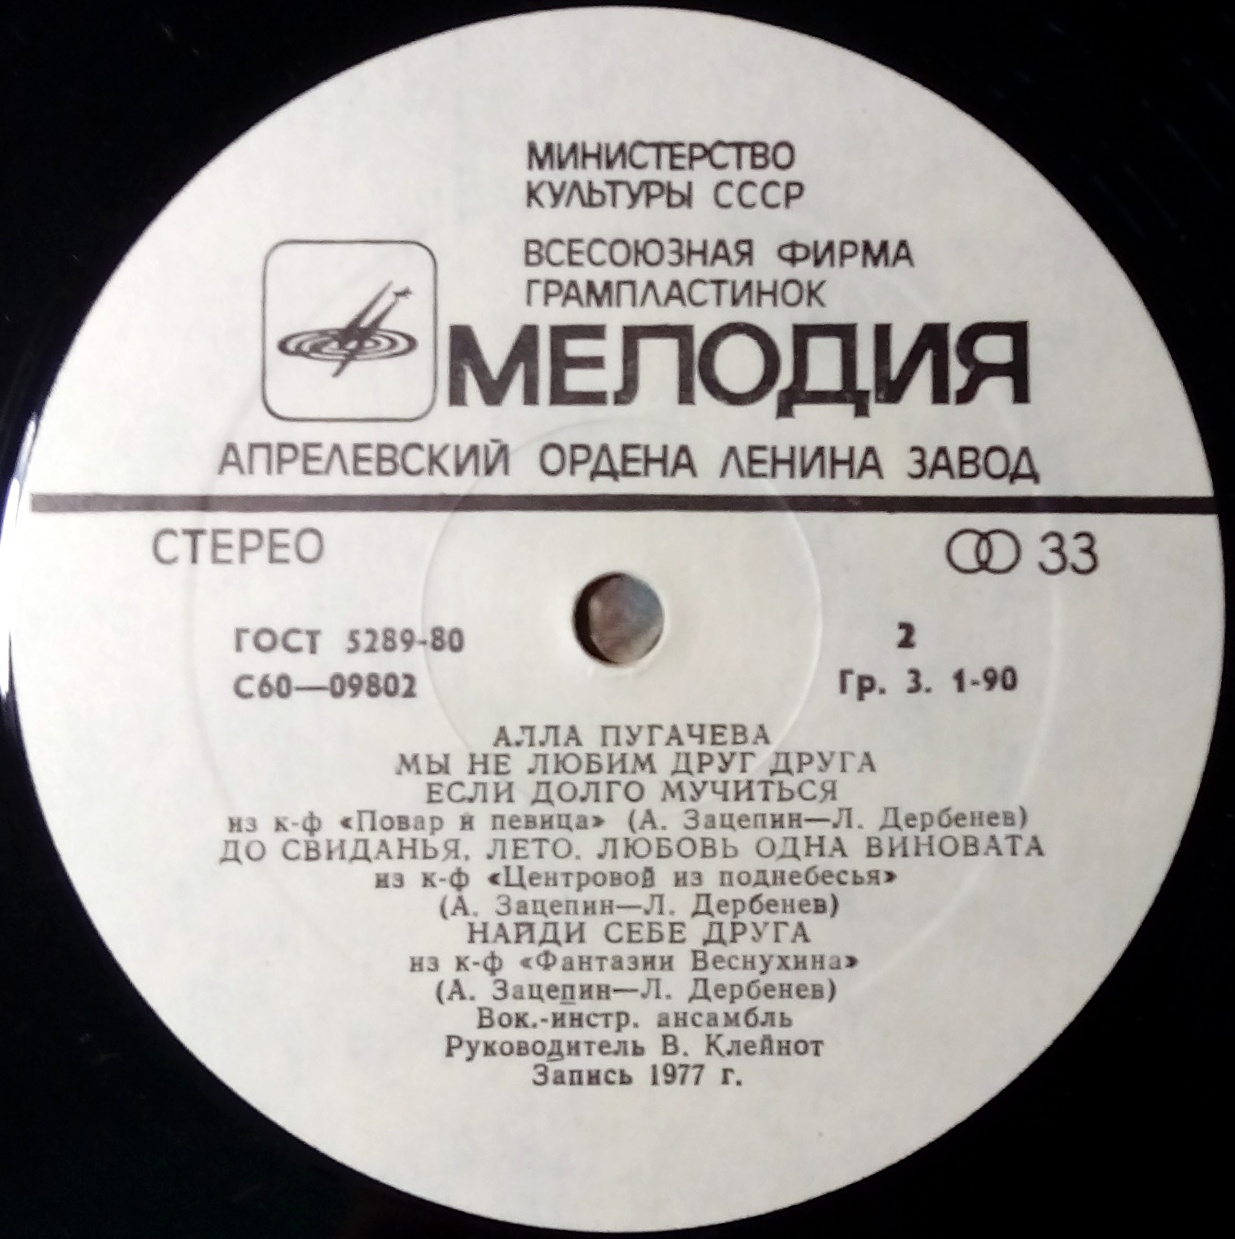 МИНИСТЕРСТВО
КУЛЬТУРЫ СССР
ВСЕСОЮЗНАЯ ФИРМА
ГРАМПЛАСТИНОК
МЕЛОДИЯ
АПРЕЛЕВСКИЙ ОРДЕНА ЛЕНИНА ЗАВОД
СТЕРЕО
33
ГОСТ 5289-80
2
С60—09802
Гр. 3. 1-90
АЛЛА ПУГАЧЕВА
МЫ НЕ ЛЮБИМ ДРУГ ДРУГА
ЕСЛИ ДОЛГО МУЧИТЬСЯ
из к-ф «Повар и певица» (А. Зацепин—Л. Дербенев)
ДО СВИДАНЬЯ, ЛЕТО. ЛЮБОВЬ ОДНА ВИНОВАТА
из к-ф «Центровой из поднебесья»
(А. Зацепин—Л. Дербенев)
НАЙДИ СЕБЕ ДРУГА
из к-ф «Фантазии Веснухина»
(А. Зацепин—Л. Дербенев)
Вок.-инстр. ансамбль
Руководитель В. Клейнот
Запись 1977 г.